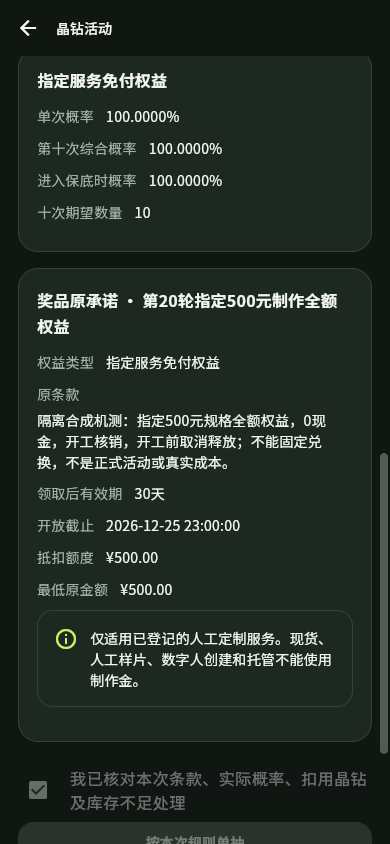 晶钻活动
指定服务免付权益
单次概率 100.0000%
第十次综合概率 100.0000%
进入保底时概率 100.0000%
十次期望数量 10
奖品原承诺 · 第20轮指定500元制作全额
权益
权益类型 指定服务免付权益
原条款
隔离合成机测：指定500元规格全额权益，0现
金，开工核销，开工前取消释放；不能固定兑
换，不是正式活动或真实成本。
领取后有效期 30天
开放截止 2026-12-25 23:00:00
抵扣额度 ¥500.00
最低原金额 ¥500.00
仅适用已登记的人工定制服务。现货、
人工样片、数字人创建和托管不能使用
制作金。
我已核对本次条款、实际概率、扣用晶钻
及库存不足处理
按本次规则单抽